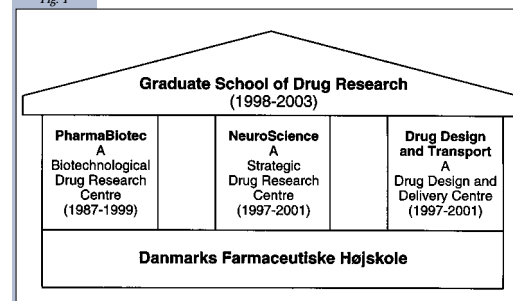 Fig. 1
Graduate School of Drug Research
(1998-2003)
PharmaBiotec
A
Biotechnological
Drug Research
Centre
(1987-1999)
NeuroScience
A
Strategic
Drug Research
Centre
(1997-2001)
Drug Design
and Transport
A
Drug Design and
Delivery Centre
(1997-2001)
Danmarks Farmaceutiske Højskole